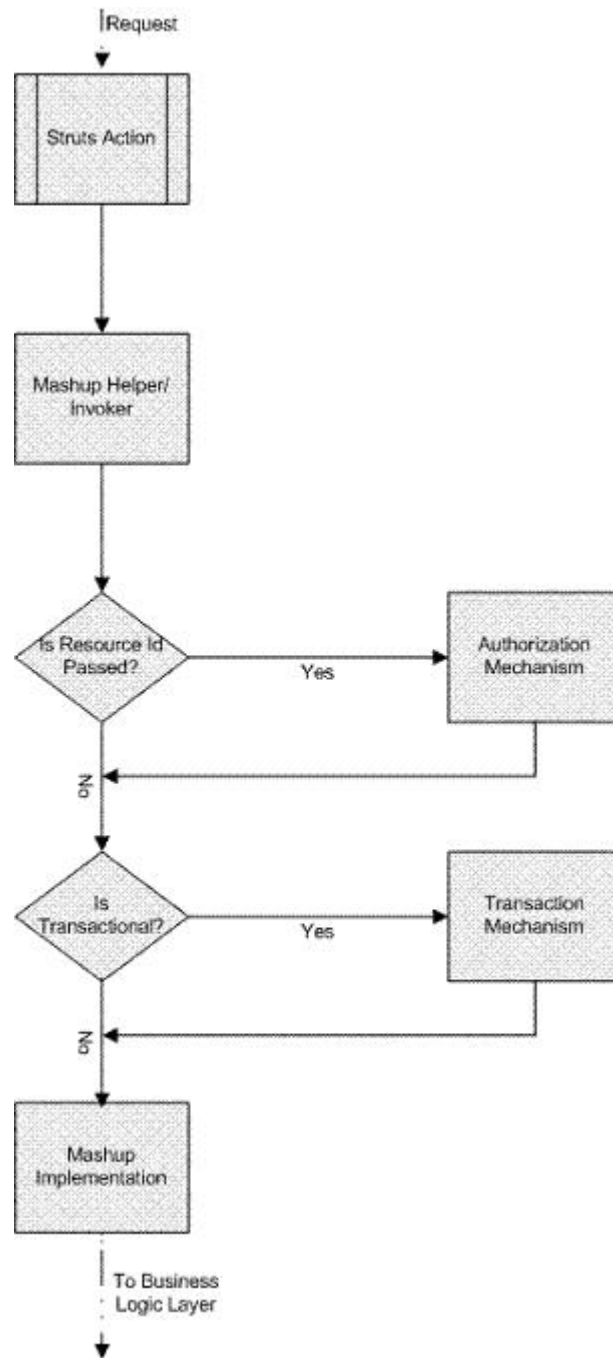 Request
Struts Action
Mashup Helper/
Invoker
Is Resource Id
Passed?
Yes
Authorization
Mechanism
No
Is
Transactional?
Yes
Transaction
Mechanism
No
Mashup
Implementation
To Business
Logic Layer